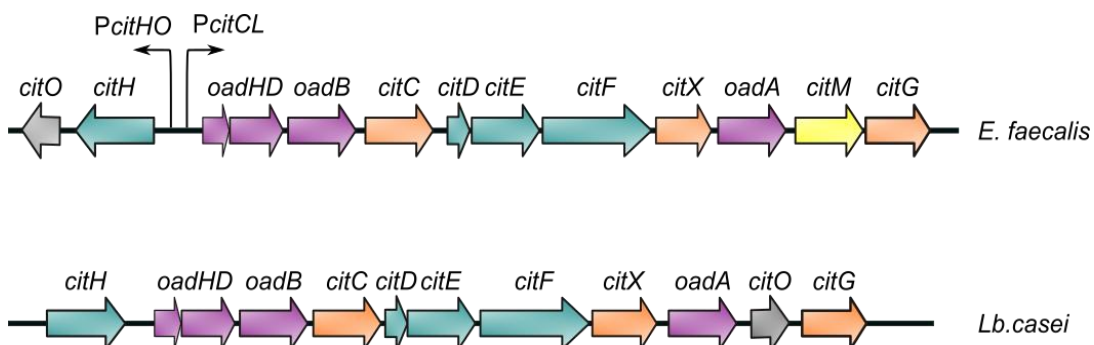 PcitHO PcitCL
citO citH oadHD oadB citC citD citE citF citX oadA citM citG
E. faecalis
citH oadHD oadB citC citD citE citF citX oadA citO citG
Lb.casei